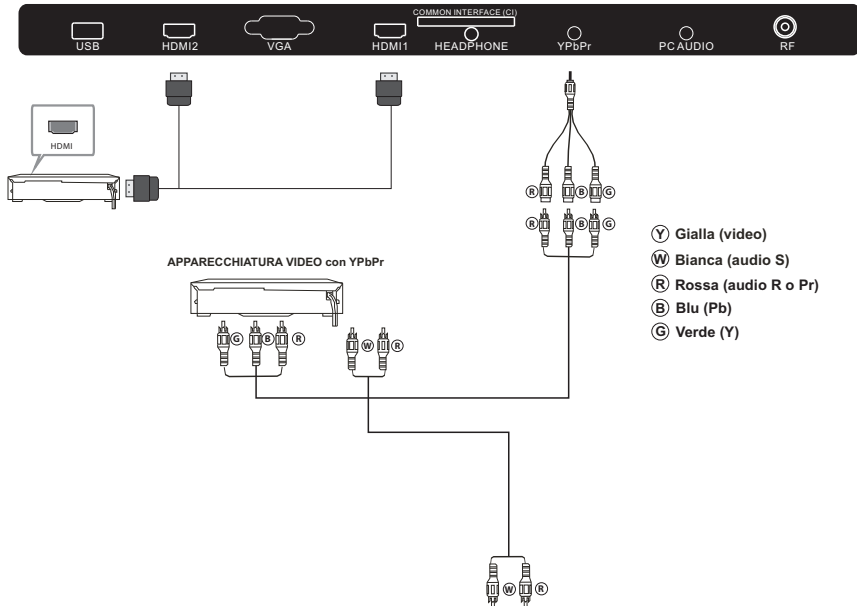 COMMON INTERFACE (CI)
USB HDMI2 VGA HDMI1 HEADPHONE YPbPr PC AUDIO RF
HDMI
R B G
R B G
Y Gialla (video)
W Bianca (audio S)
R Rossa (audio R o Pr)
B Blu (Pb)
G Verde (Y)
APPARECCHIATURA VIDEO con YPbPr
G B R W R
W R